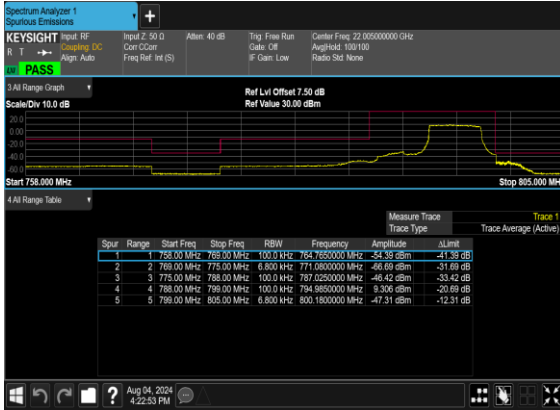 Spectrum Analyzer 1
Spurious Emissions
+
KEYSIGHT Input: RF Input Z: 50 Ω Atten: 40 dB Trig: Free Run Center Freq: 22.005000000 GHz
R T Coupling: DC Corr CCorr Gate: Off Avg|Hold: 100/100
Align: Auto Freq Ref: Int (S) IF Gain: Low Radio Std: None
PASS
3 All Range Graph
Ref Lvl Offset 7.50 dB
Scale/Div 10.0 dB Ref Value 30.00 dBm
20.0
0.00
-20.0
-40.0
-60.0
Start 758.000 MHz Stop 805.000 MH
4 All Range Table
Measure Trace Trace 1
Trace Type Trace Average (Active)
Spur Range Start Freq Stop Freq RBW Frequency Amplitude ΔLimit
1 1 758.00 MHz 769.00 MHz 100.0 kHz 764.7650000 MHz -54.39 dBm -41.39 dB
2 2 769.00 MHz 775.00 MHz 6.800 kHz 771.0800000 MHz -66.69 dBm -31.69 dB
3 3 775.00 MHz 788.00 MHz 100.0 kHz 787.0250000 MHz -46.42 dBm -33.42 dB
4 4 788.00 MHz 799.00 MHz 100.0 kHz 794.9850000 MHz 9.306 dBm -20.69 dB
5 5 799.00 MHz 805.00 MHz 6.800 kHz 800.1800000 MHz -47.31 dBm -12.31 dB
? Aug 04, 2024
4:22:53 PM